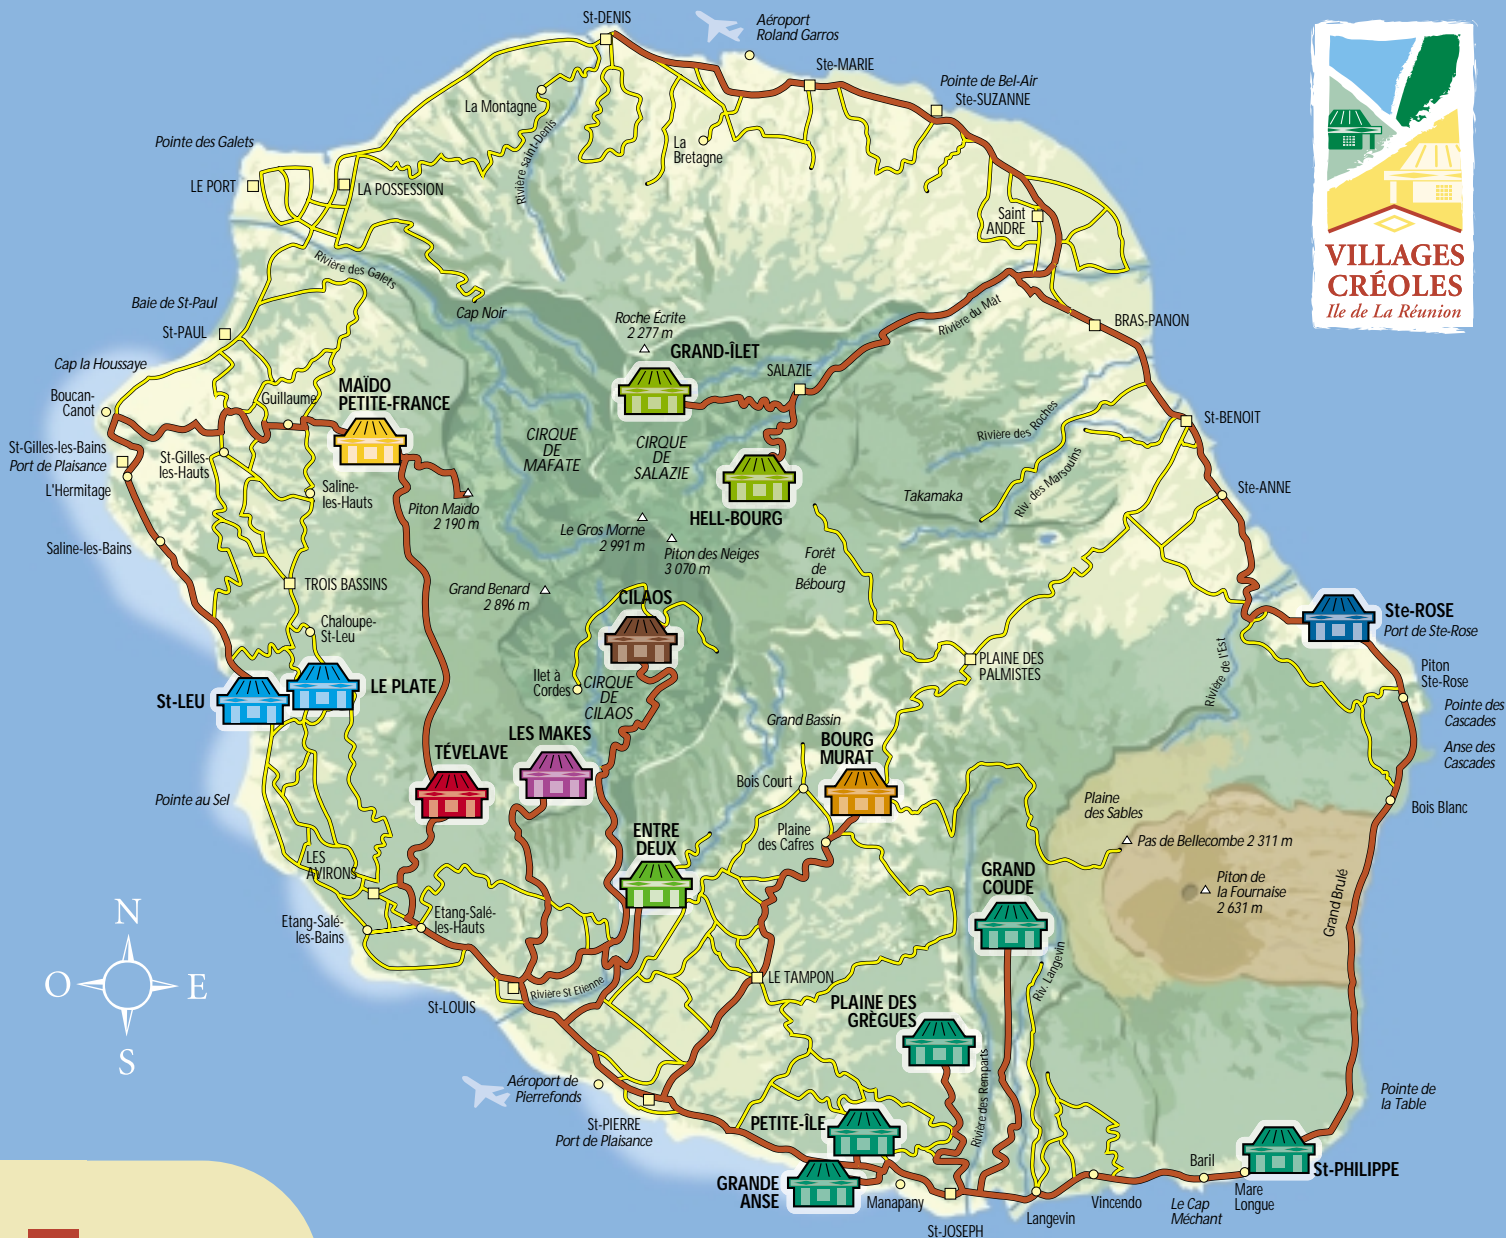 St-DENIS
Aéroport
Roland Garros
Ste-MARIE
Pointe de Bel-Air
Ste-SUZANNE
La Montagne
Rivière saint-Denis
La
Bretagne
Pointe des Galets
LE PORT
LA POSSESSION
Saint
ANDRE
VILLAGES
CRÉOLES
Ile de La Réunion
Rivière des Galets
Baie de St-Paul
Cap Noir
St-PAUL
Roche Écrite
2 277 m
Rivière du Mât
BRAS-PANON
GRAND-ÎLET
SALAZIE
Cap la Houssaye
Boucan-
Canot
MAÏDO
PETITE-FRANCE
Guillaume
St-Gilles-les-Bains
Port de Plaisance
L'Hermitage
St-Gilles-
les-Hauts
Saline-
les-Hauts
CIRQUE
DE
MAFATE
CIRQUE
DE
SALAZIE
Rivière des Roches
St-BENOIT
Riv. des Marsouins
Takamaka
Ste-ANNE
HELL-BOURG
Piton Maïdo
2 190 m
Le Gros Morne
2 991 m
Piton des Neiges
3 070 m
Forêt
de
Bébourg
Saline-les-Bains
TROIS BASSINS
Grand Benard
2 896 m
CILAOS
Chaloupe-
St-Leu
Ste-ROSE
Port de Ste-Rose
PLAINE DES
PALMISTES
Rivière de l'Est
Piton
Ste-Rose
Pointe des
Cascades
Anse des
Cascades
Ilet à
Cordes
CIRQUE
DE
CILAOS
LE PLATE
St-LEU
Grand Bassin
LES MAKES
BOURG
MURAT
TÉVELAVE
Bois Court
Pointe au Sel
Plaine
des Sables
Bois Blanc
Plaine
des Cafres
ENTRE
DEUX
Pas de Bellecombe 2 311 m
LES
AVIRONS
GRAND
COUDE
Piton de
la Fournaise
2 631 m
Grand Brulé
N
O
E
S
Etang-Salé-
les-Bains
Etang-Salé-
les-Hauts
Riv. Langevin
St-LOUIS
Rivière St Etienne
LE TAMPON
PLAINE DES
GRÈGUES
Aéroport de
Pierrefonds
St-PIERRE
Port de Plaisance
Rivière des Remparts
PETITE-ÎLE
Pointe de
la Table
GRANDE
ANSE
Manapany
St-JOSEPH
Langevin
Vincendo
Baril
Le Cap
Méchant
Mare
Longue
St-PHILIPPE